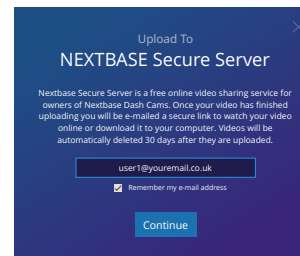 Upload To
NEXTBASE Secure Server
Nextbase Secure Server is a free online video sharing service for
owners of Nextbase Dash Cams. Once your video has finished
uploading you will be e-mailed a secure link to watch your video
online or download it to your computer. Videos will be
automatically deleted 30 days after they are uploaded.
user1@youremail.co.uk
Remember my e-mail address
Continue